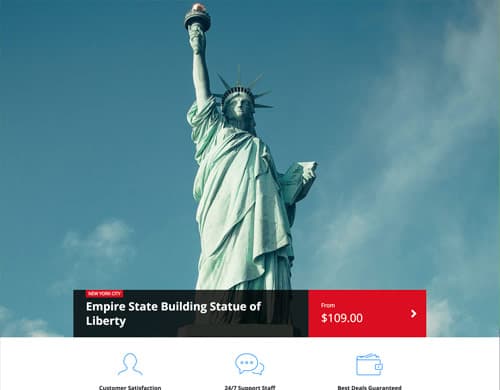 NEW YORK CITY
Empire State Building Statue of
Liberty
From
$109.00
Customer Satisfaction
24/7 Support Staff
Best Deals Guaranteed